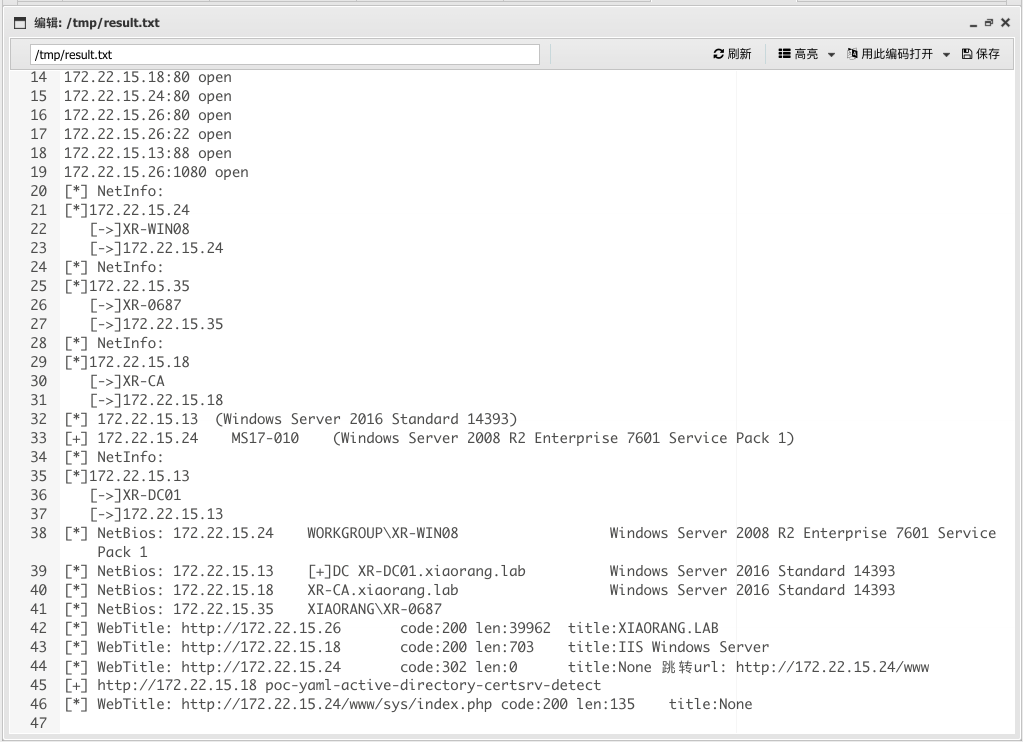 编辑: /tmp/result.txt
/tmp/result.txt 刷新 高亮 用此编码打开 保存
14 172.22.15.18:80 open
15 172.22.15.24:80 open
16 172.22.15.26:80 open
17 172.22.15.26:22 open
18 172.22.15.13:88 open
19 172.22.15.26:1080 open
20 [*] NetInfo:
21 [*]172.22.15.24
22 [->]XR-WIN08
23 [->]172.22.15.24
24 [*] NetInfo:
25 [*]172.22.15.35
26 [->]XR-0687
27 [->]172.22.15.35
28 [*] NetInfo:
29 [*]172.22.15.18
30 [->]XR-CA
31 [->]172.22.15.18
32 [*] 172.22.15.13 (Windows Server 2016 Standard 14393)
33 [+] 172.22.15.24 MS17-010 (Windows Server 2008 R2 Enterprise 7601 Service Pack 1)
34 [*] NetInfo:
35 [*]172.22.15.13
36 [->]XR-DC01
37 [->]172.22.15.13
38 [*] NetBios: 172.22.15.24 WORKGROUP\XR-WIN08 Windows Server 2008 R2 Enterprise 7601 Service
Pack 1
39 [*] NetBios: 172.22.15.13 [+]DC XR-DC01.xiaorang.lab Windows Server 2016 Standard 14393
40 [*] NetBios: 172.22.15.18 XR-CA.xiaorang.lab Windows Server 2016 Standard 14393
41 [*] NetBios: 172.22.15.35 XIAORANG\XR-0687
42 [*] WebTitle: http://172.22.15.26 code:200 len:39962 title:XIAORANG.LAB
43 [*] WebTitle: http://172.22.15.18 code:200 len:703 title:IIS Windows Server
44 [*] WebTitle: http://172.22.15.24 code:302 len:0 title:None 跳转url: http://172.22.15.24/www
45 [+] http://172.22.15.18 poc-yaml-active-directory-certsrv-detect
46 [*] WebTitle: http://172.22.15.24/www/sys/index.php code:200 len:135 title:None
47